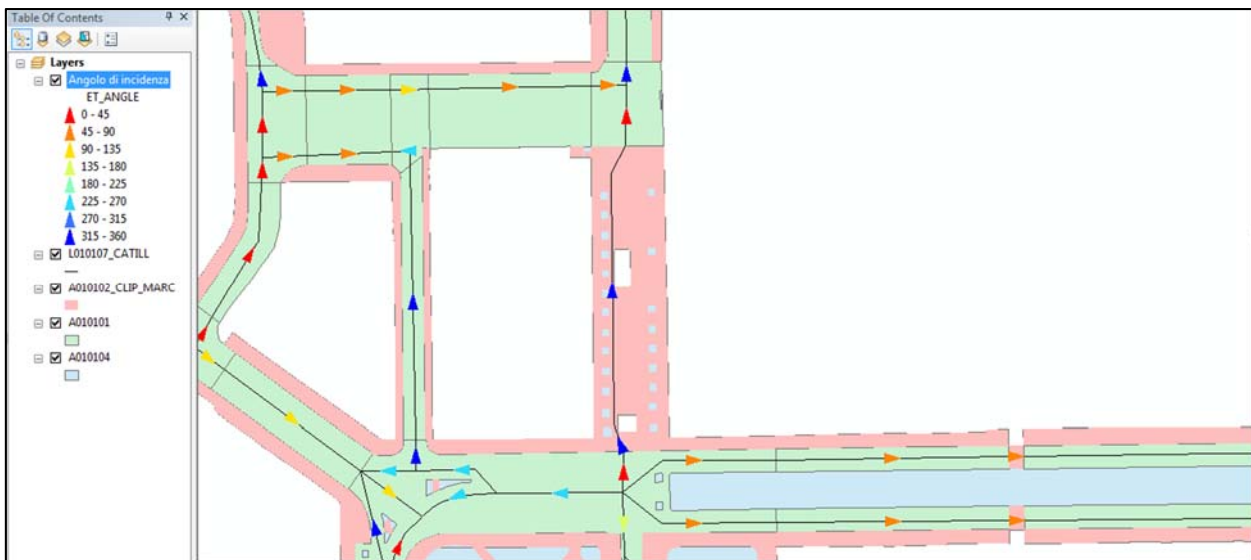 Table Of Contents
Layers
Angolo di incidenza
ET_ANGLE
0 - 45
45 - 90
90 - 135
135 - 180
180 - 225
225 - 270
270 - 315
315 - 360
L010107_CATILL
A010102_CLIP_MARC
A010101
A010104